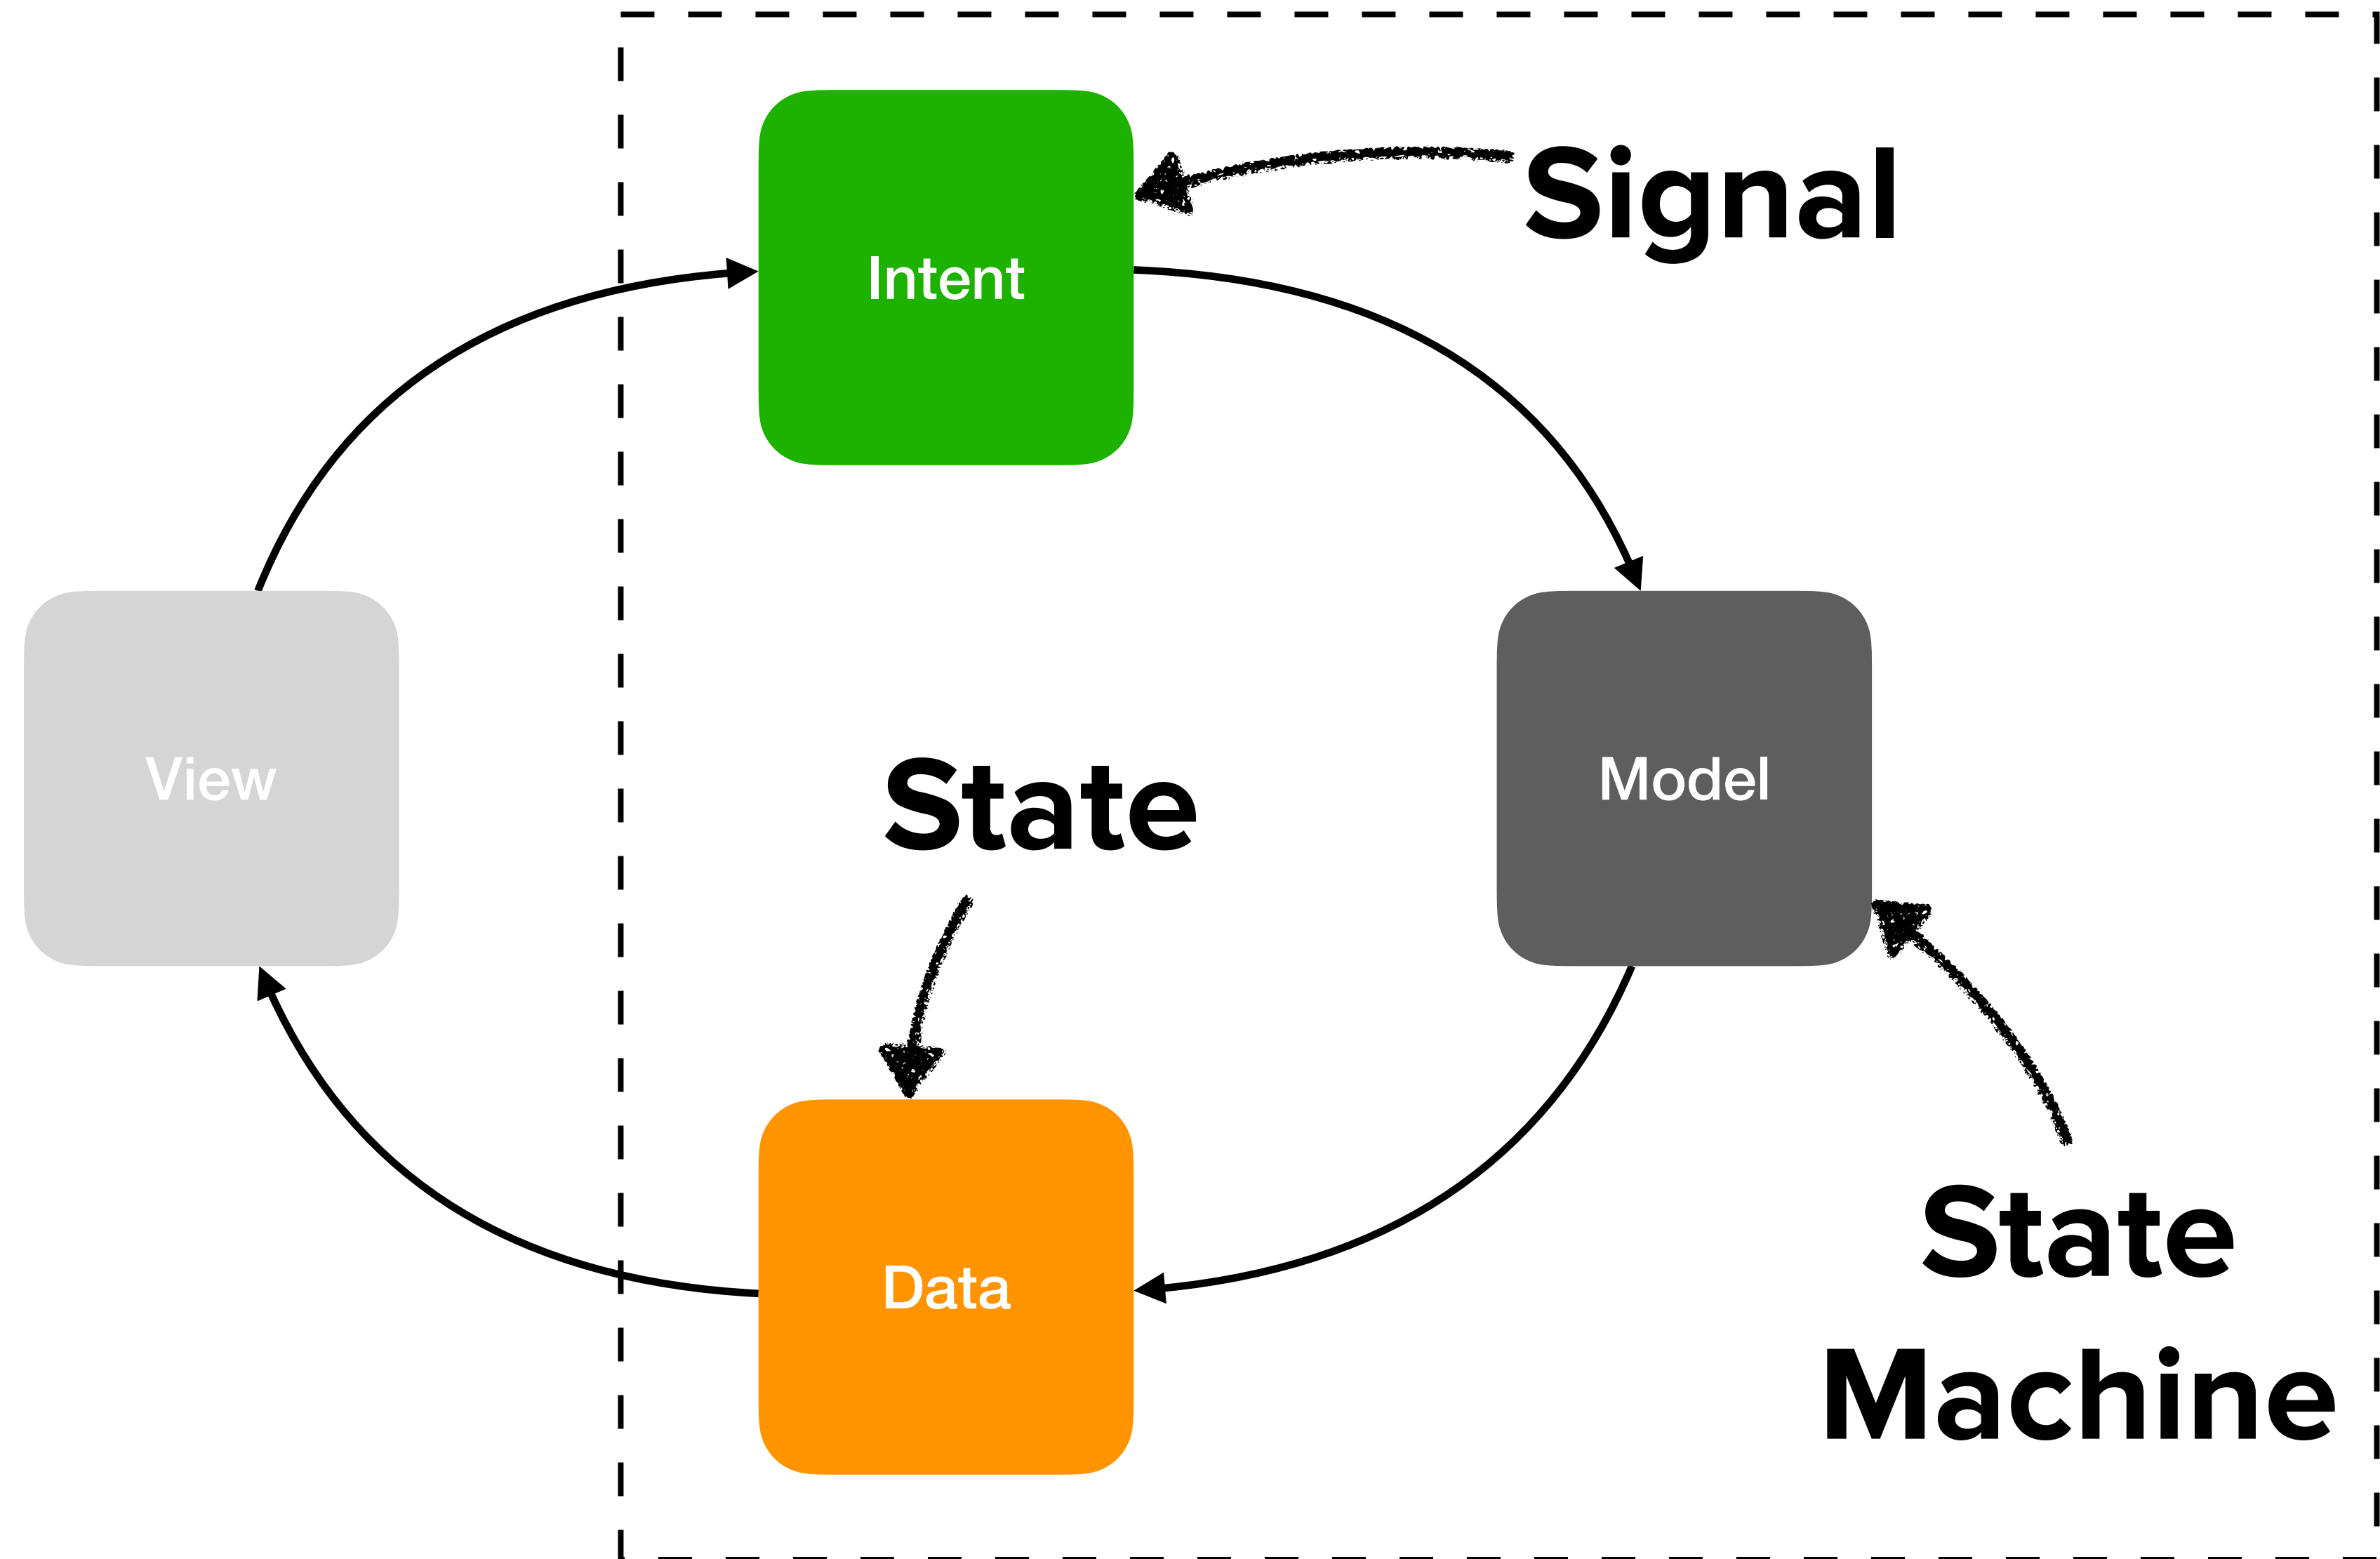 Signal
Intent
View
State
Model
Data
State
Machine